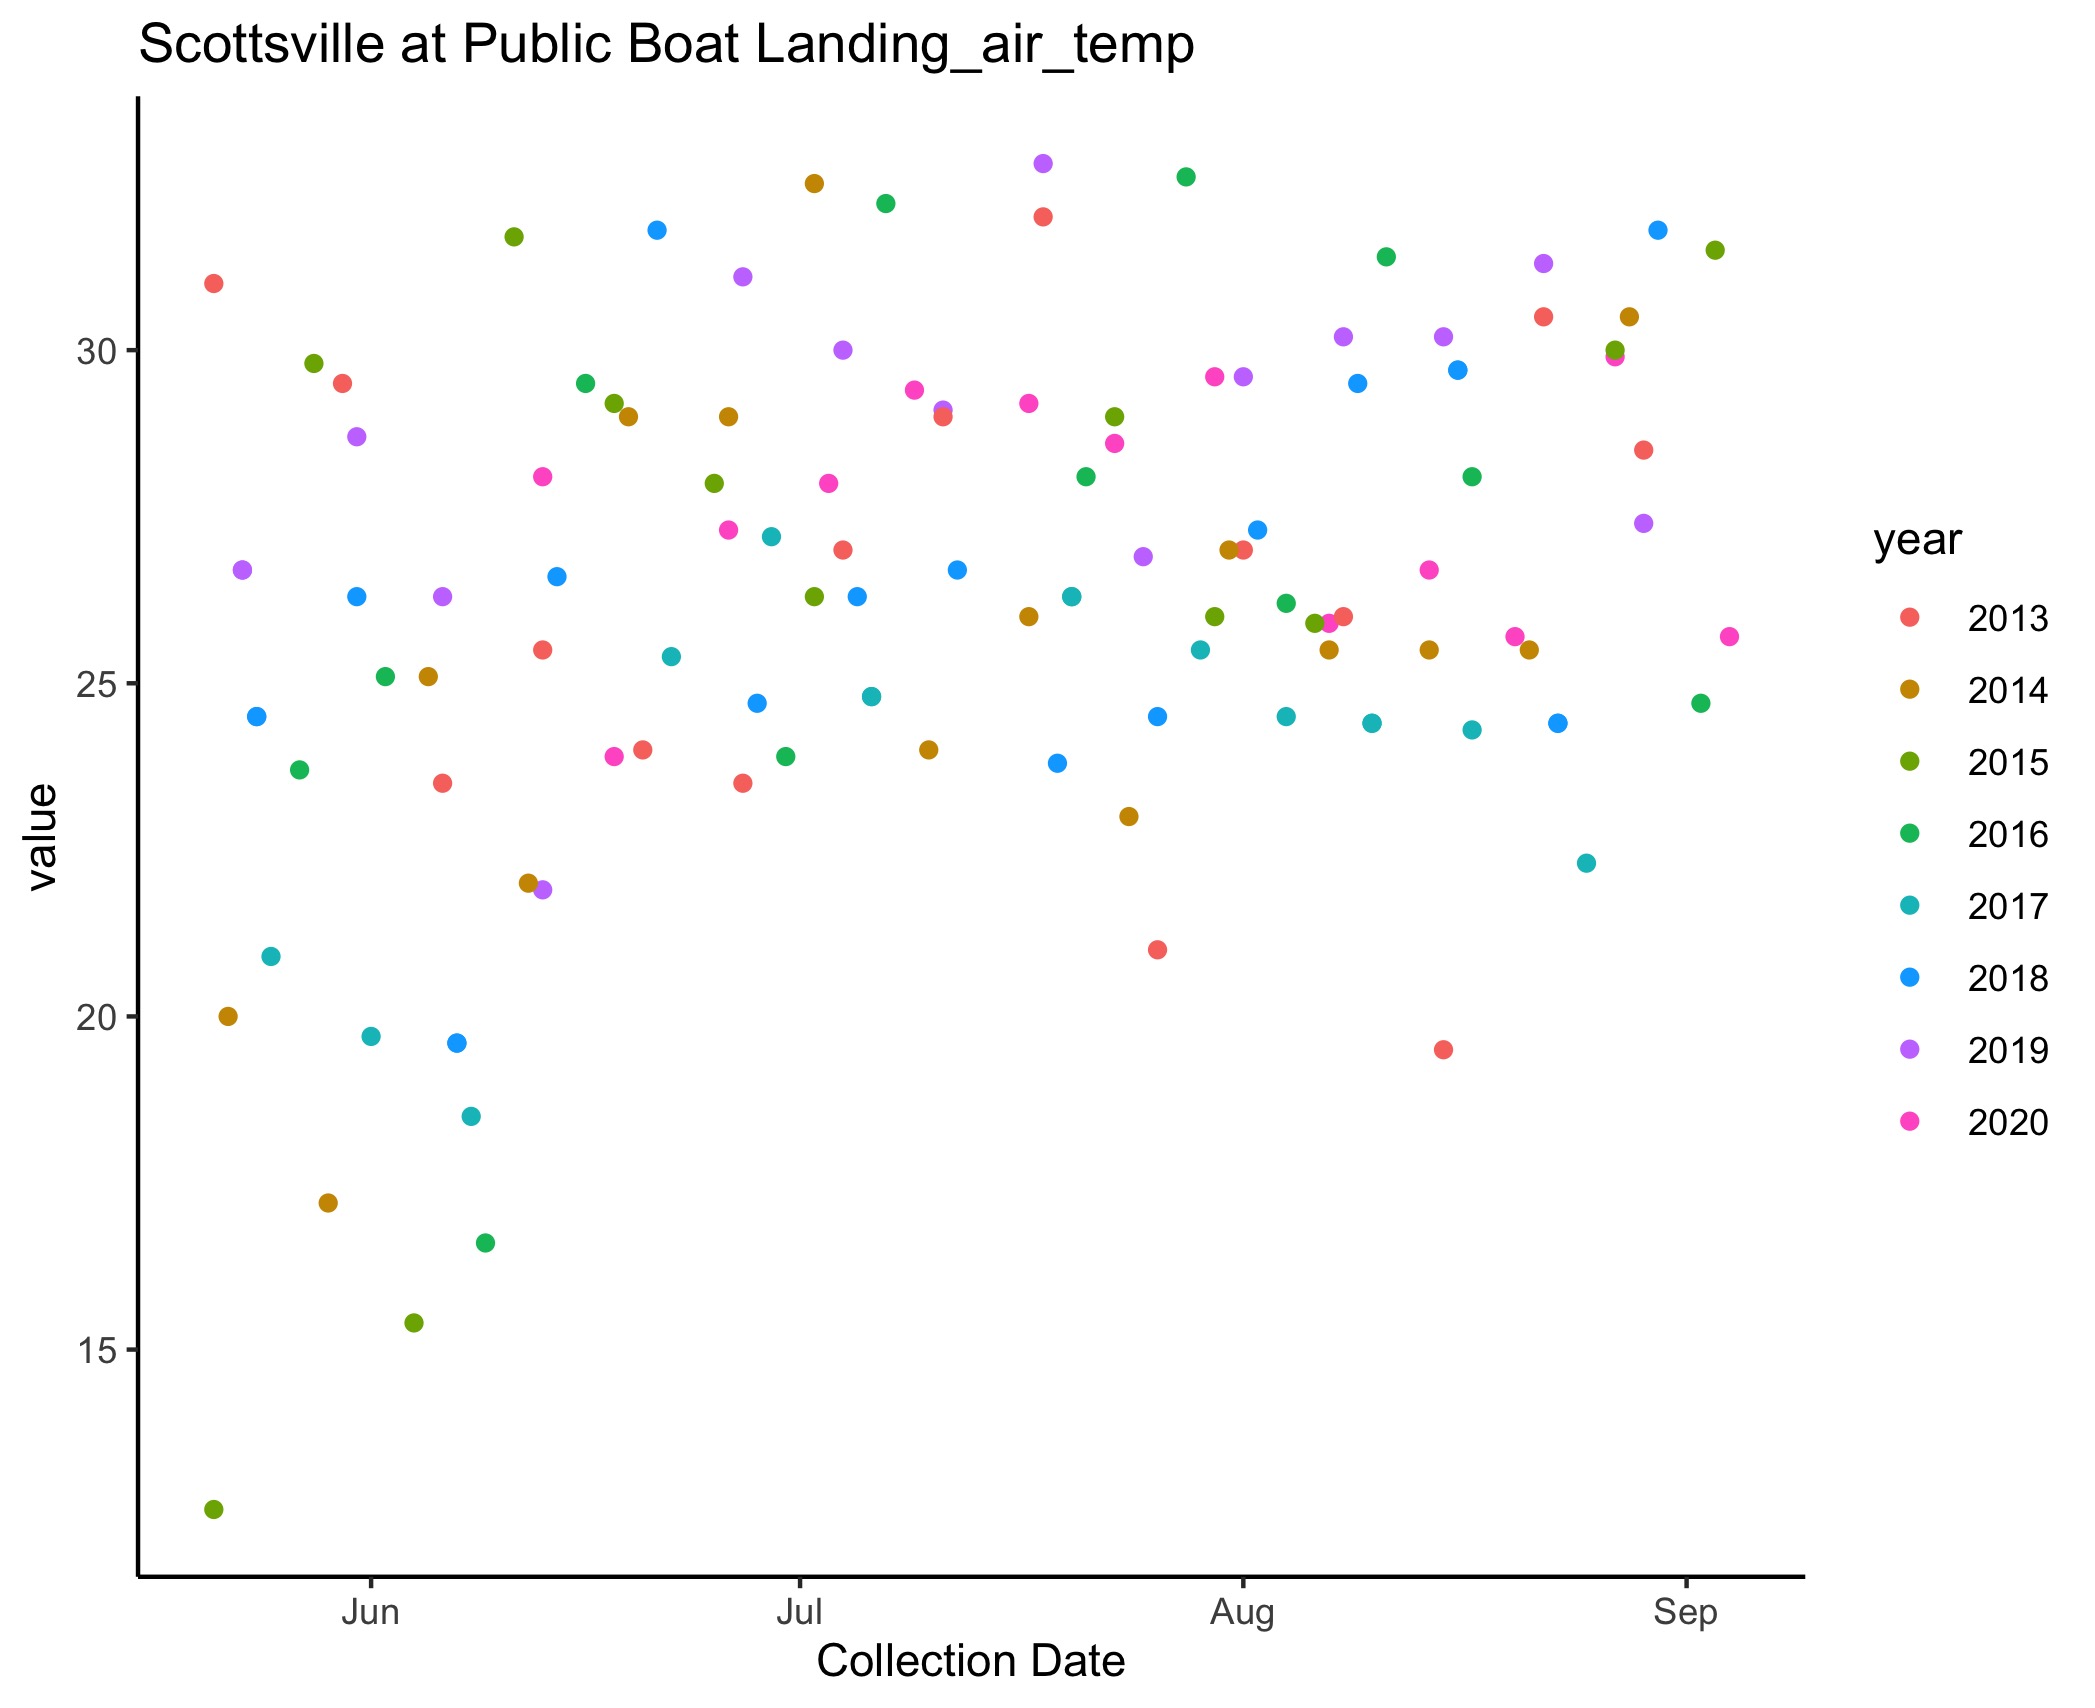 Scottsville at Public Boat Landing_air_temp
value
30
25
20
15
Jun
Jul
Aug
Sep
Collection Date
year
2013
2014
2015
2016
2017
2018
2019
2020